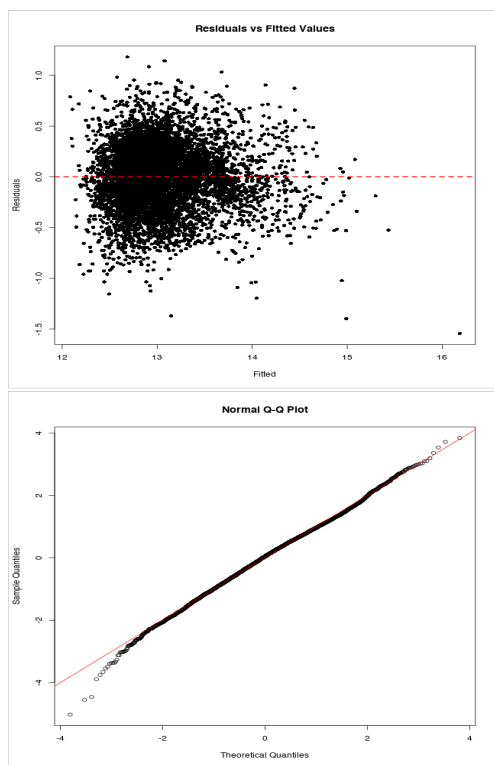 Residuals vs Fitted Values
Residuals
1.0
0.5
0.0
-0.5
-1.0
-1.5
12 13 14 15 16
Fitted
Normal Q-Q Plot
Sample Quantiles
4
2
0
-2
-4
-4 -2 0 2 4
Theoretical Quantiles